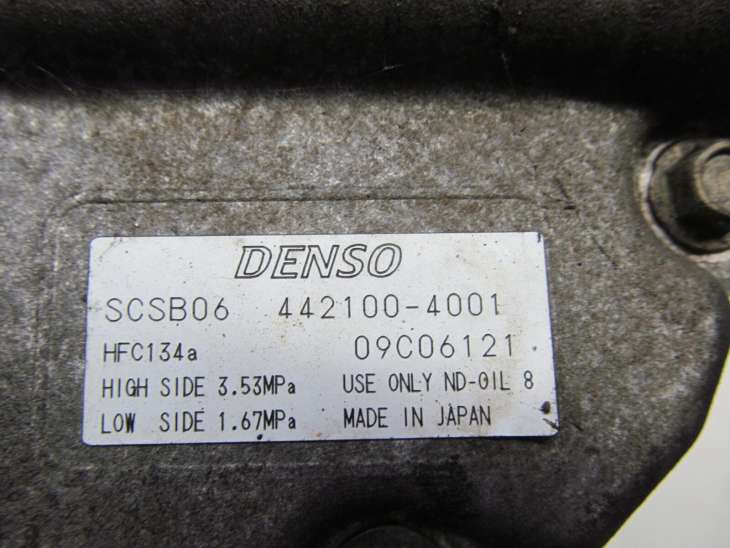 DENSO
SCSB06 442100-4001
HFC134a 09C06121
HIGH SIDE 3.53MPa USE ONLY ND-OIL 8
LOW SIDE 1.67MPa MADE IN JAPAN